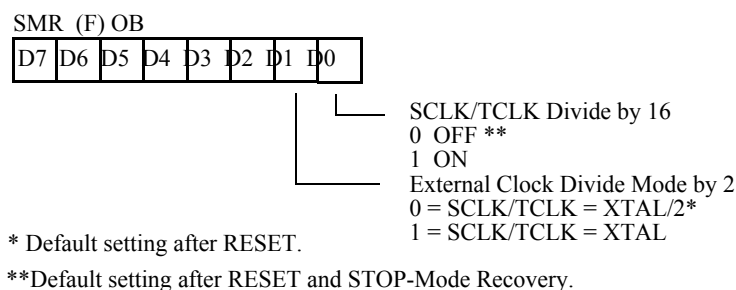 SMR (F) OB
D7 D6 D5 D4 D3 D2 D1 D0
SCLK/TCLK Divide by 16
0 OFF **
1 ON
External Clock Divide Mode by 2
0 = SCLK/TCLK = XTAL/2*
1 = SCLK/TCLK = XTAL
* Default setting after RESET.
**Default setting after RESET and STOP-Mode Recovery.